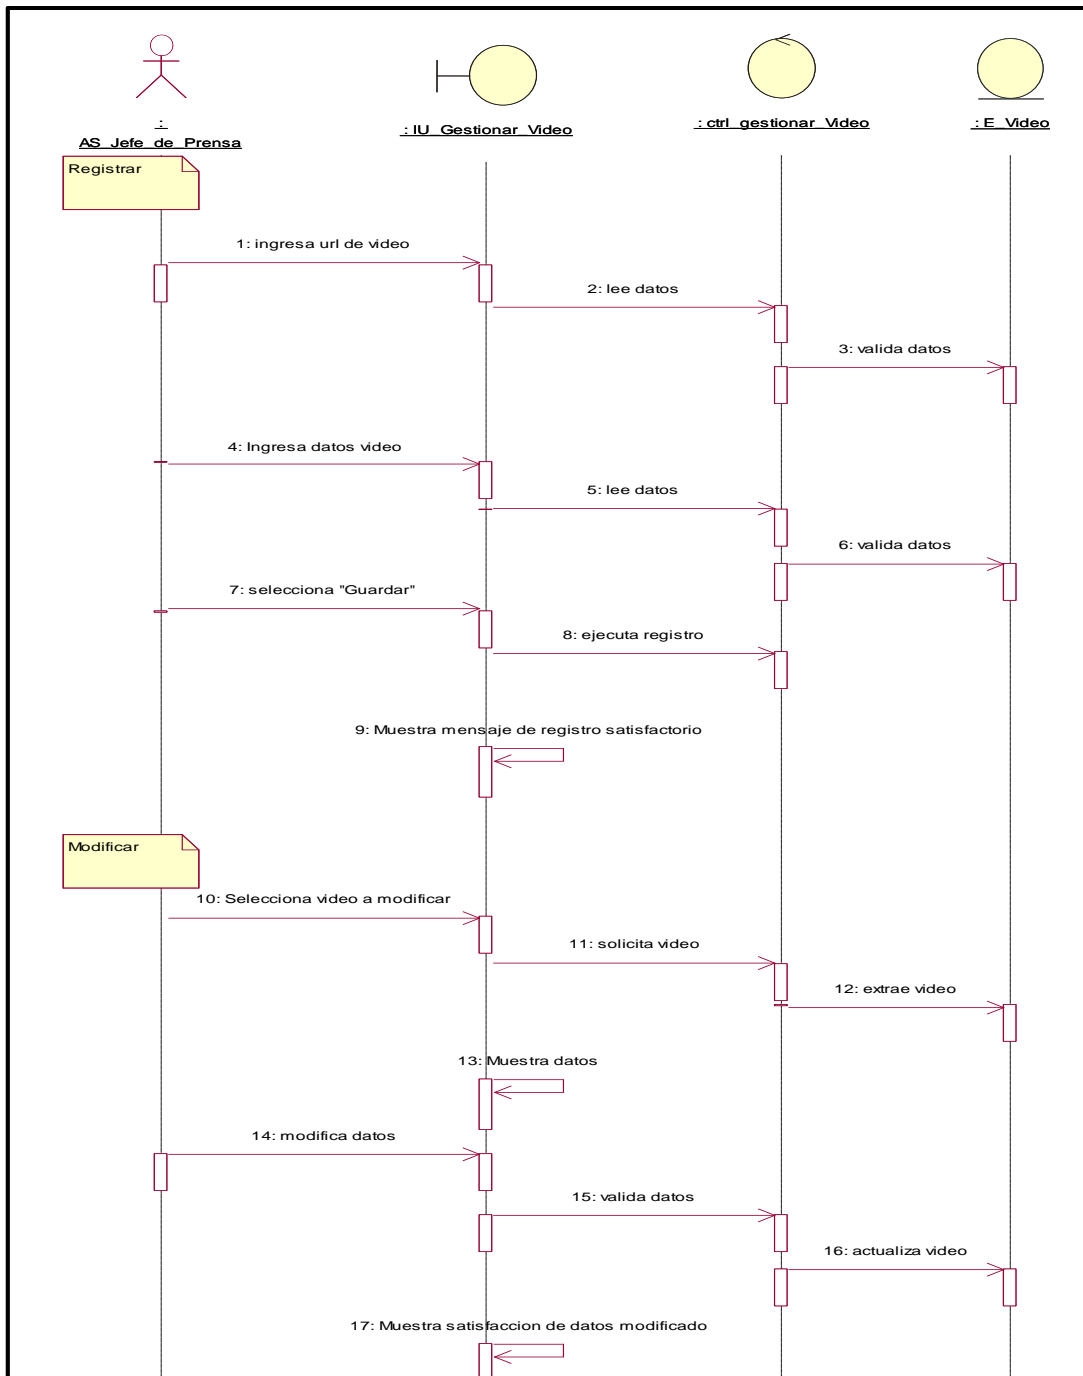 :
AS_Jefe_de_Prensa
: IU_Gestionar_Video
: ctrl_gestionar_Video
: E_Video
Registrar
1: ingresa url de video
2: lee datos
3: valida datos
4: Ingresa datos video
5: lee datos
6: valida datos
7: selecciona "Guardar"
8: ejecuta registro
9: Muestra mensaje de registro satisfactorio
Modificar
10: Selecciona video a modificar
11: solicita video
12: extrae video
13: Muestra datos
14: modifica datos
15: valida datos
16: actualiza video
17: Muestra satisfaccion de datos modificado